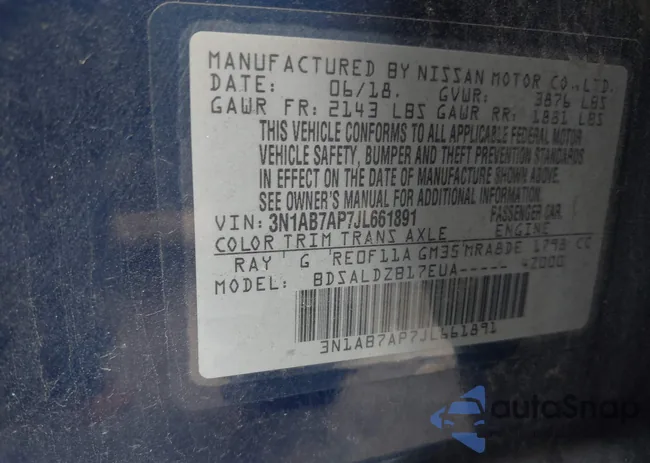 MANUFACTURED BY NISSAN MOTOR CO.,LTD.
DATE: 06/18. GVWR: 3876 LBS
GAWR FR: 2143 LBS GAWR RR: 1881 LBS
THIS VEHICLE CONFORMS TO ALL APPLICABLE FEDERAL MOTOR
VEHICLE SAFETY, BUMPER AND THEFT PREVENTION STANDARDS
IN EFFECT ON THE DATE OF MANUFACTURE SHOWN ABOVE.
SEE OWNER'S MANUAL FOR ADDITIONAL INFORMATION.
VIN: 3N1AB7AP7JL661891 PASSENGER CAR
COLOR TRIM TRANS AXLE ENGINE
RAY G RE0F11A GM35 MRA8DE 1798 CC
MODEL: BDSALDZB17EUA----- 42000
3N1AB7AP7JL661891
autoSnap